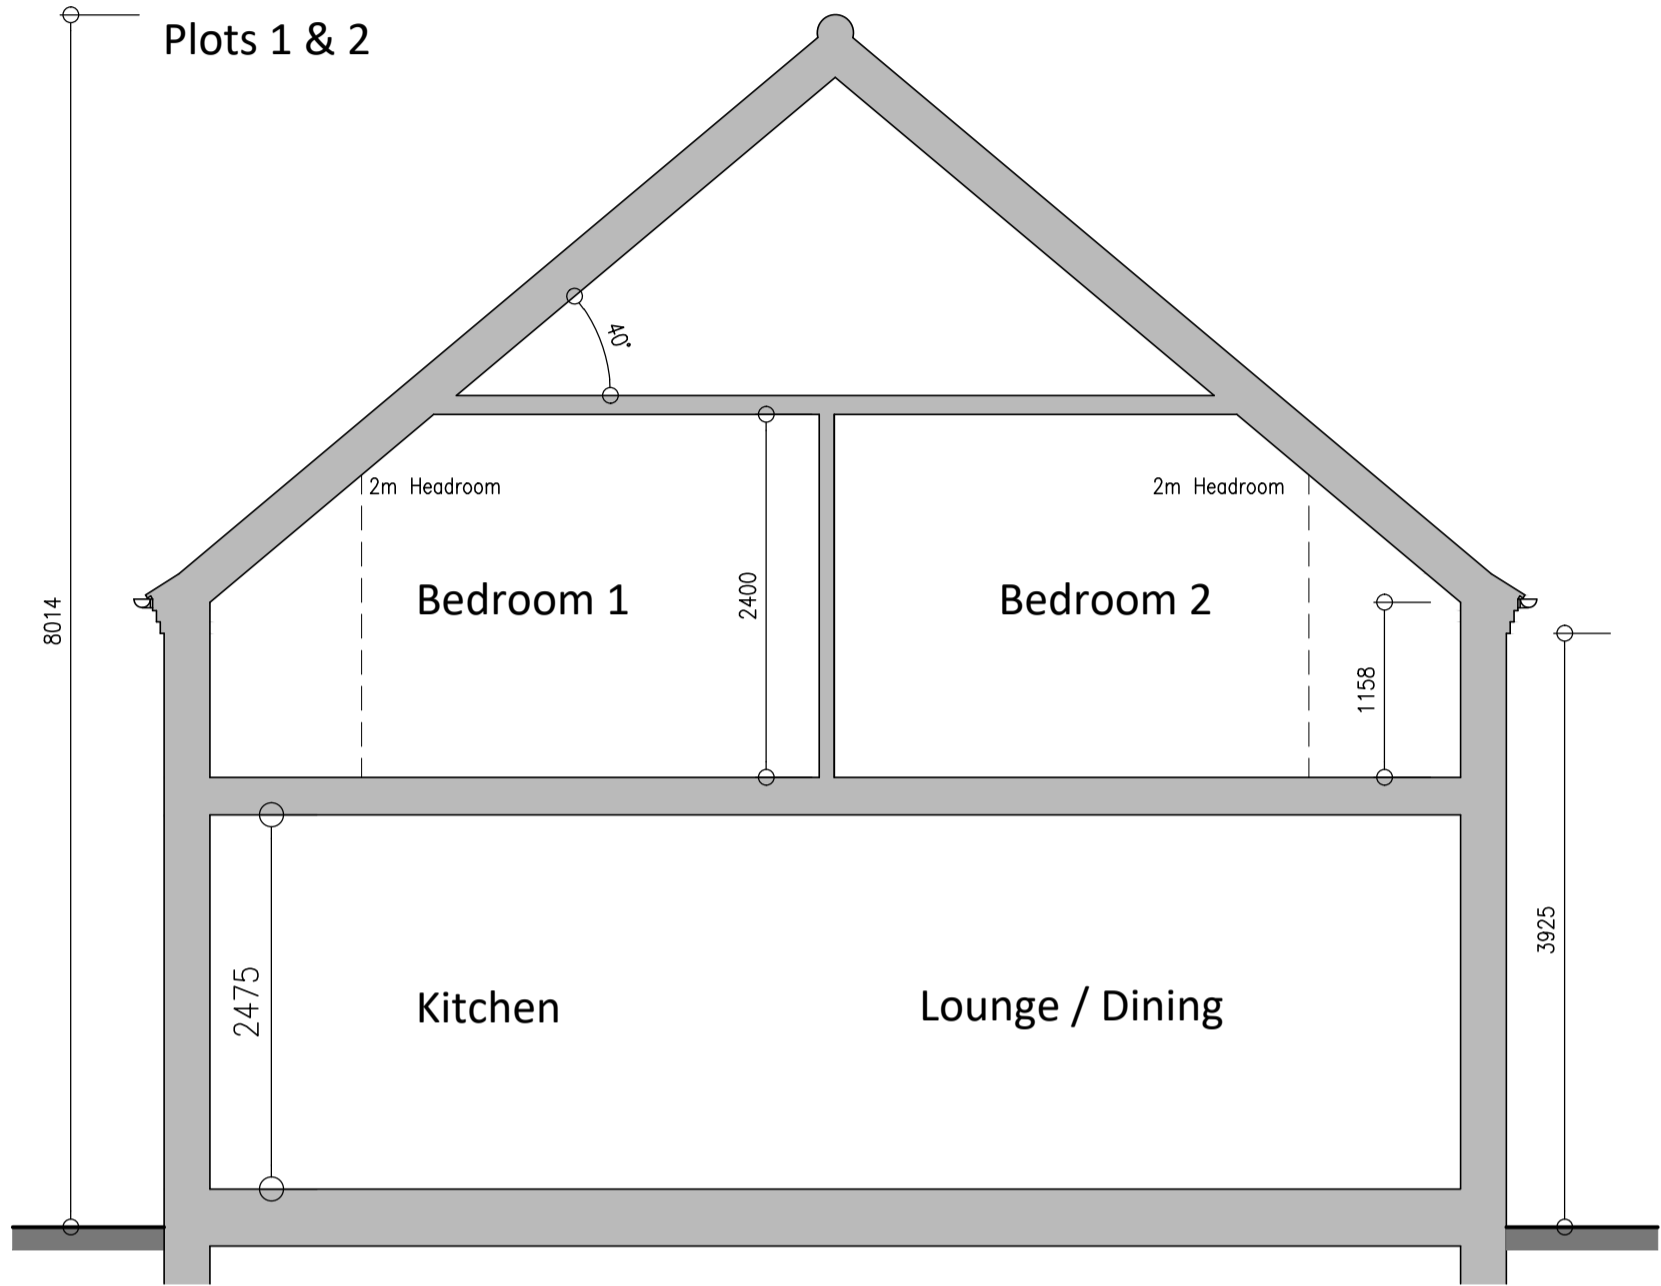 Plots 1 & 2
40°
2m Headroom
2m Headroom
Bedroom 1
2400
Bedroom 2
8014
1158
3925
2475
Kitchen
Lounge / Dining